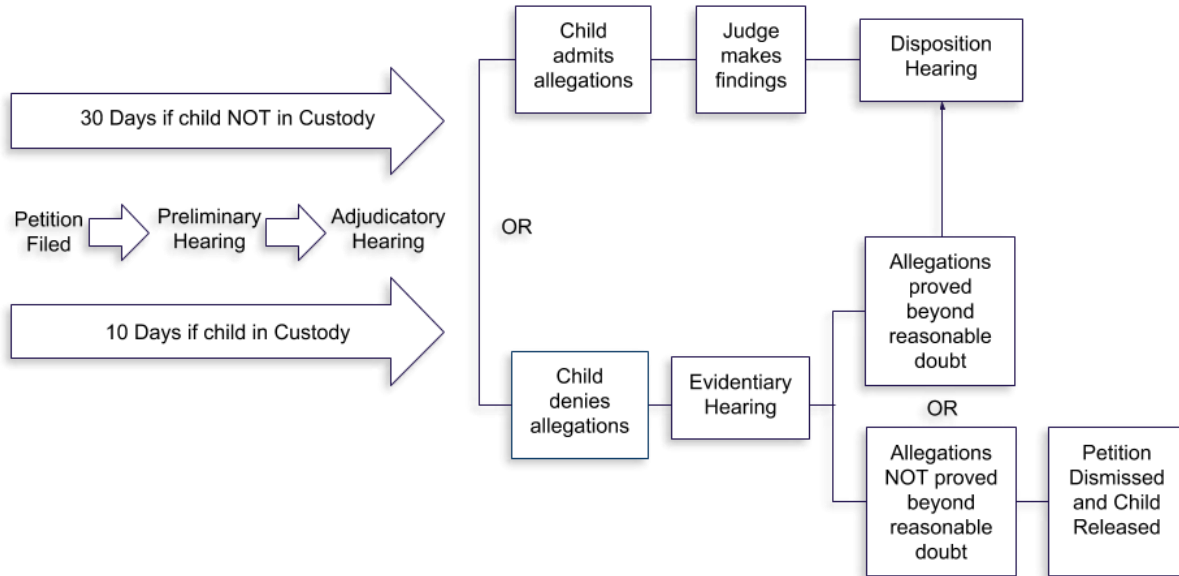 30 Days if child NOT in Custody
Petition
Filed
Preliminary
Hearing
Adjudicatory
Hearing
10 Days if child in Custody
OR
Child
admits
allegations
Judge
makes
findings
Disposition
Hearing
Child
denies
allegations
Evidentiary
Hearing
Allegations
proved
beyond
reasonable
doubt
OR
Allegations
NOT proved
beyond
reasonable
doubt
Petition
Dismissed
and Child
Released